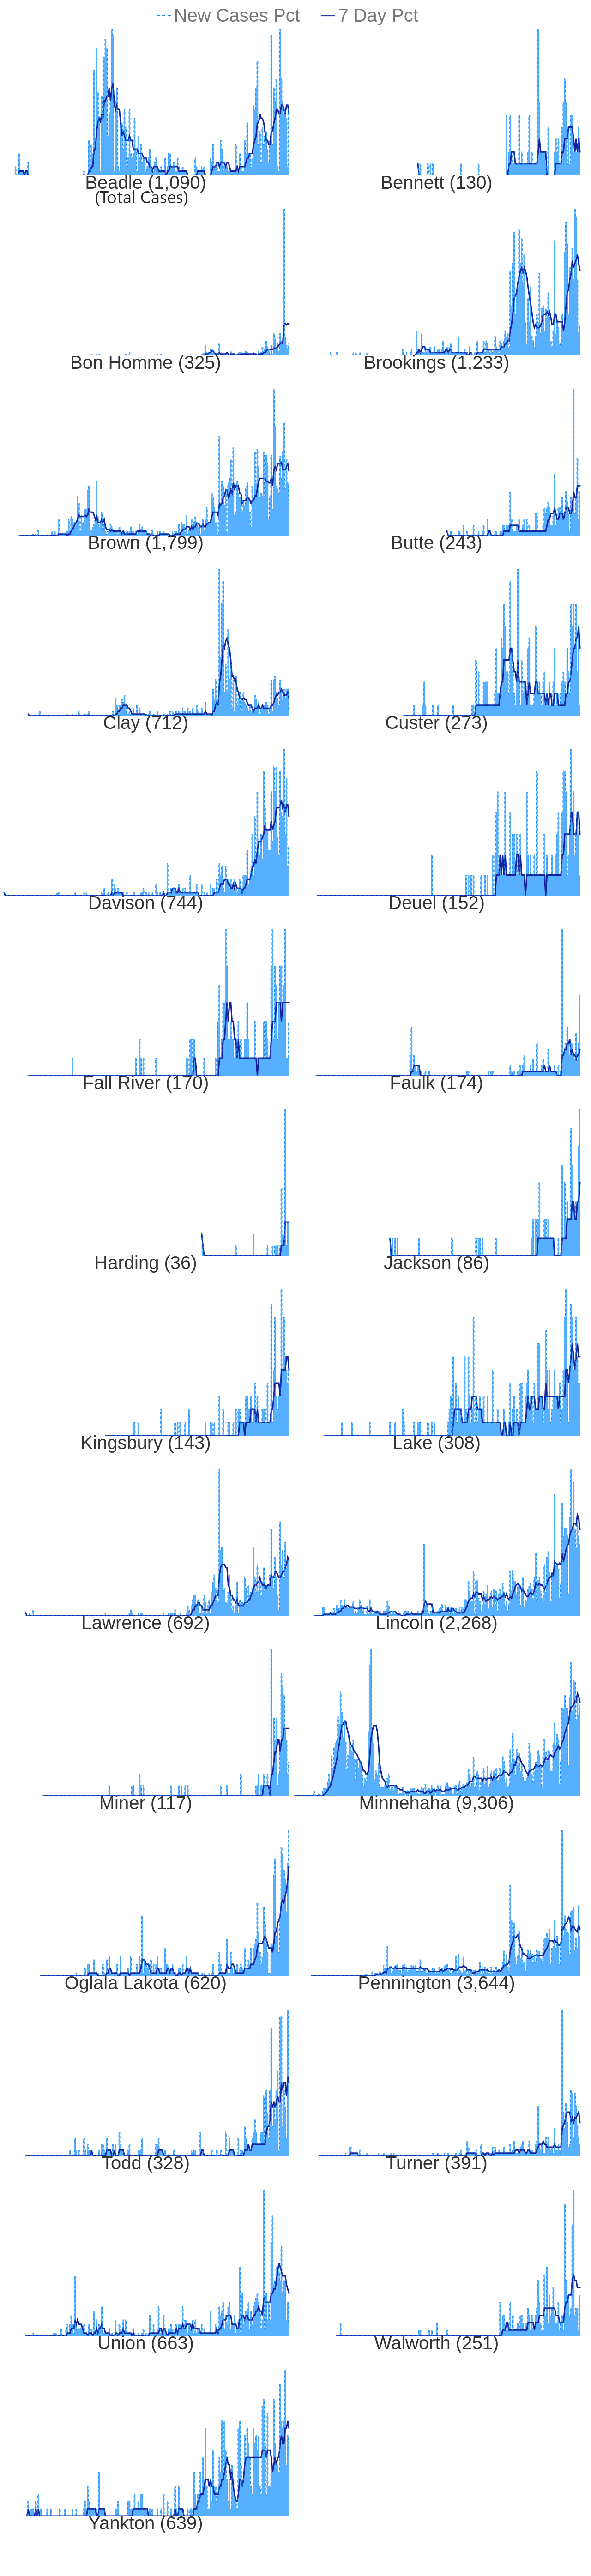 New Cases Pct 7 Day Pct
Beadle (1,090)
(Total Cases)
Bennett (130)
Bon Homme (325)
Brookings (1,233)
Brown (1,799)
Butte (243)
Clay (712)
Custer (273)
Davison (744)
Deuel (152)
Fall River (170)
Faulk (174)
Harding (36)
Jackson (86)
Kingsbury (143)
Lake (308)
Lawrence (692)
Lincoln (2,268)
Miner (117)
Minnehaha (9,306)
Oglala Lakota (620)
Pennington (3,644)
Todd (328)
Turner (391)
Union (663)
Walworth (251)
Yankton (639)